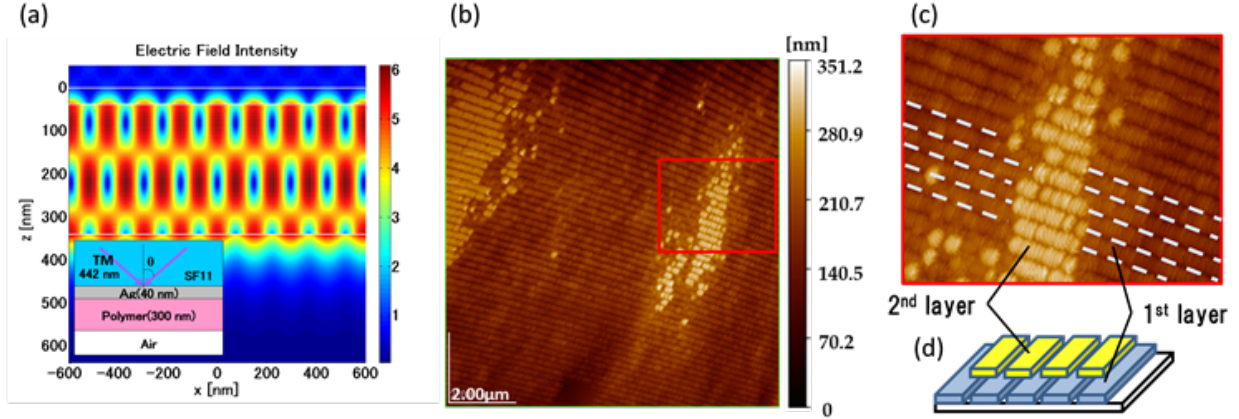 (a)
Electric Field Intensity
0
100
200
300
400
500
600
z [nm]
−600 −400 −200 0 200 400 600
x [nm]
6
5
4
3
2
1
TM
442 nm
θ
SF11
Ag(40 nm)
Polymer(300 nm)
Air
(b)
[nm]
351.2
280.9
210.7
140.5
70.2
0
2.00µm
(c)
2nd layer
1st layer
(d)